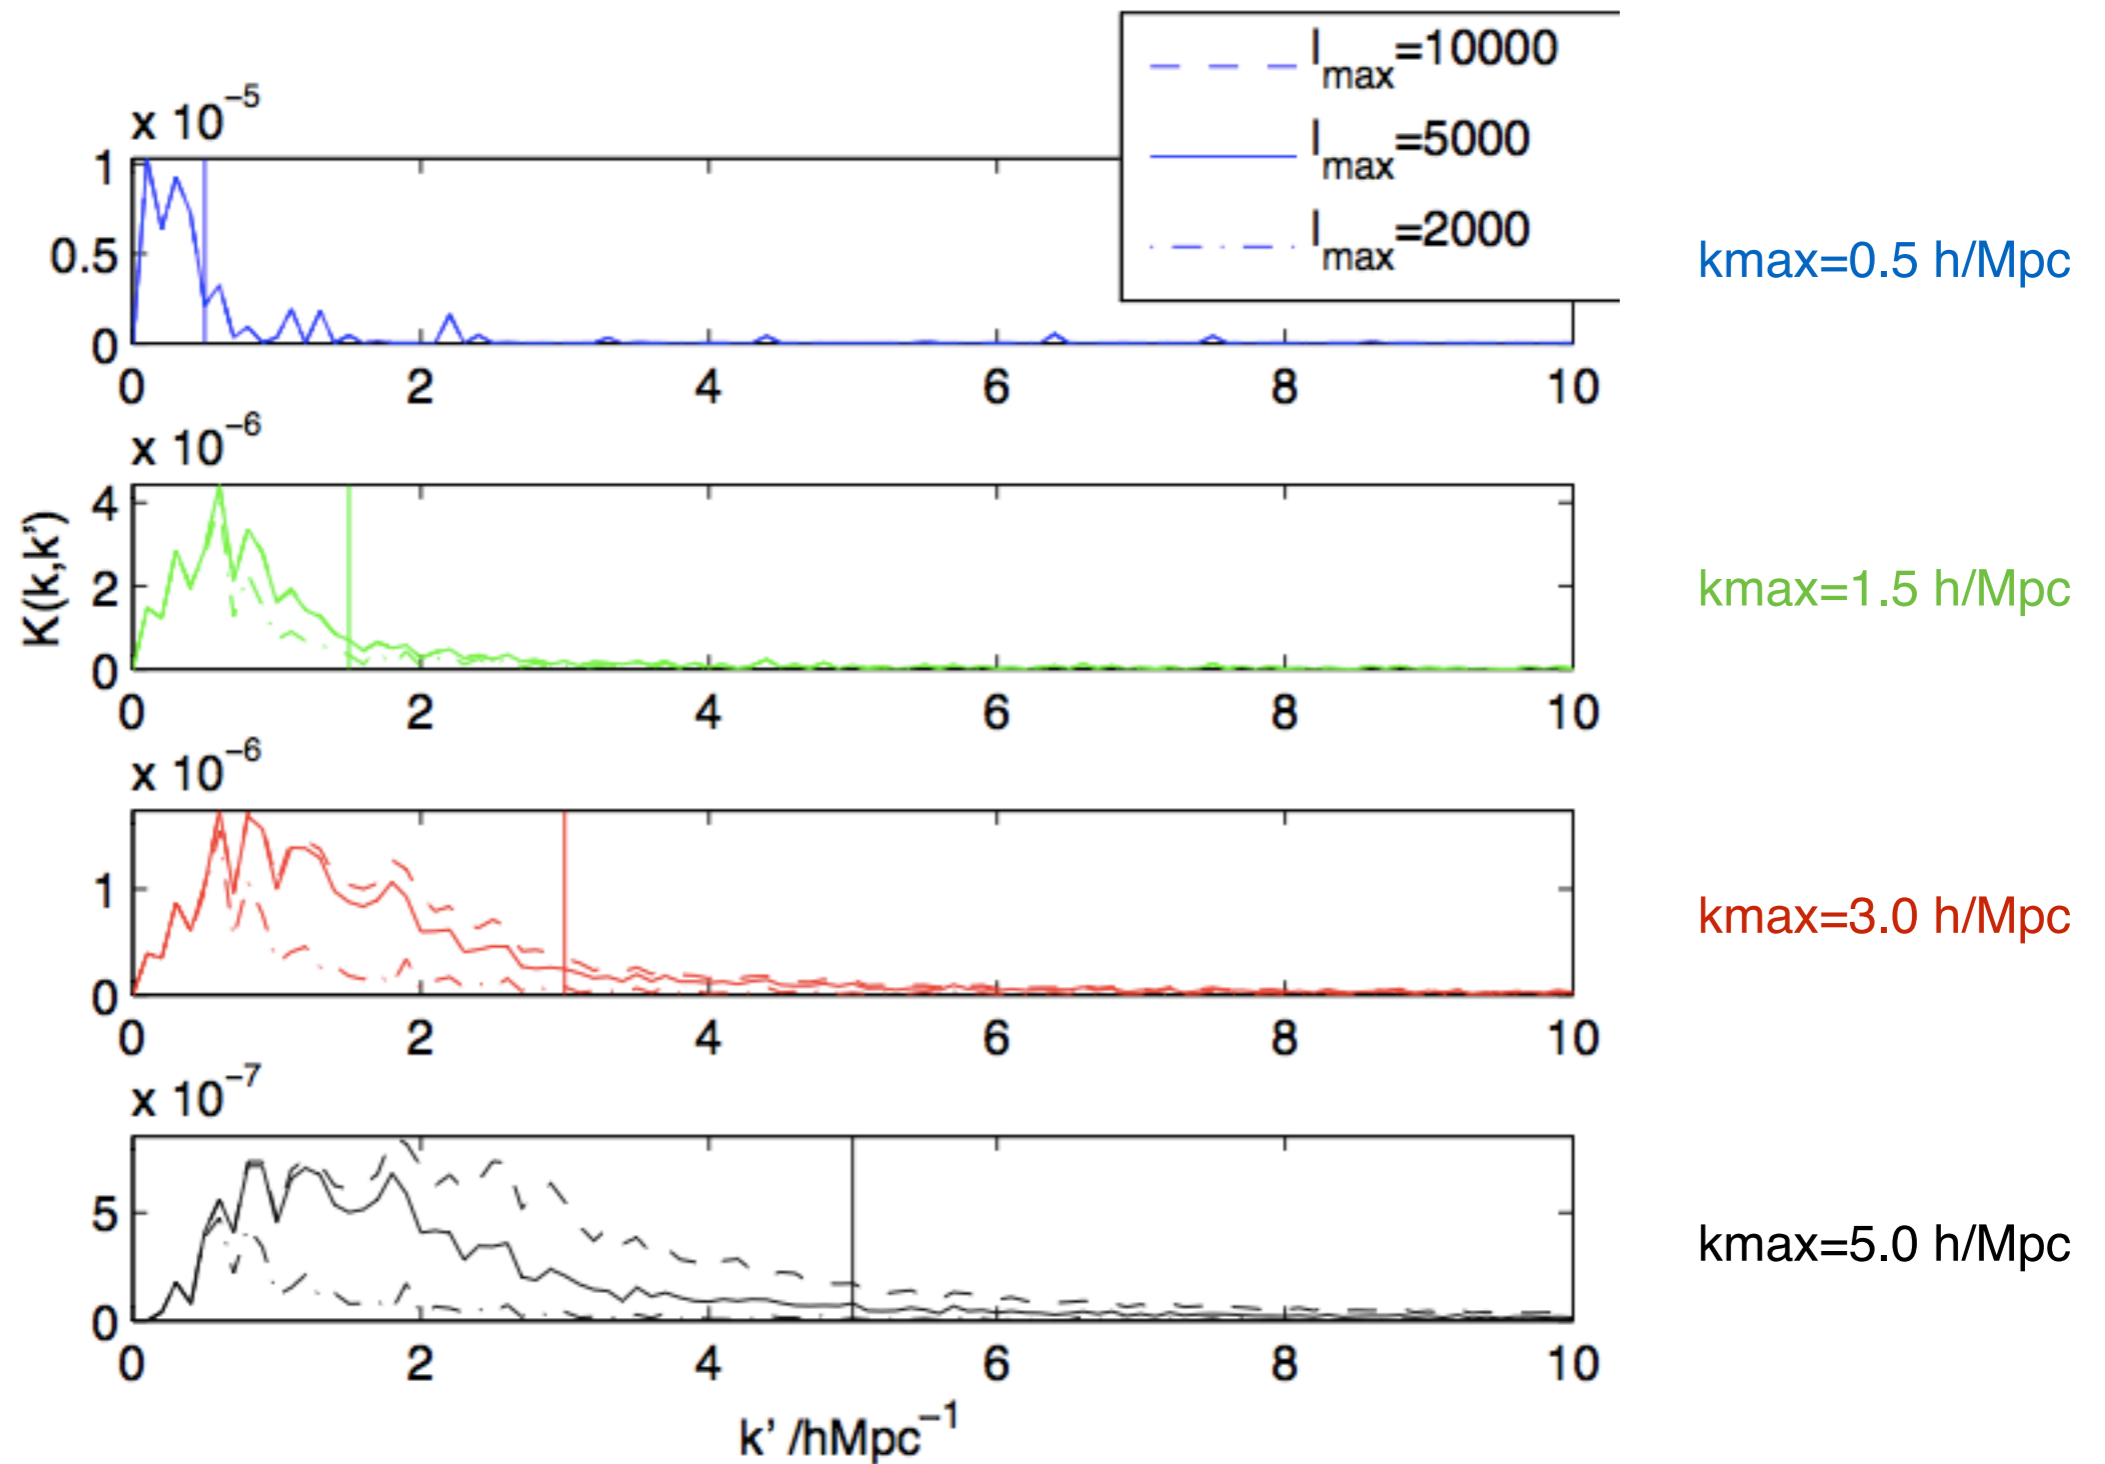 l_max=10000
l_max=5000
l_max=2000
x 10^-5
1
0.5
0
0 2 4 6 8 10
kmax=0.5 h/Mpc
x 10^-6
4
2
0
0 2 4 6 8 10
kmax=1.5 h/Mpc
K(k,k')
x 10^-6
1
0
0 2 4 6 8 10
kmax=3.0 h/Mpc
x 10^-7
5
0
0 2 4 6 8 10
kmax=5.0 h/Mpc
k' /hMpc^-1